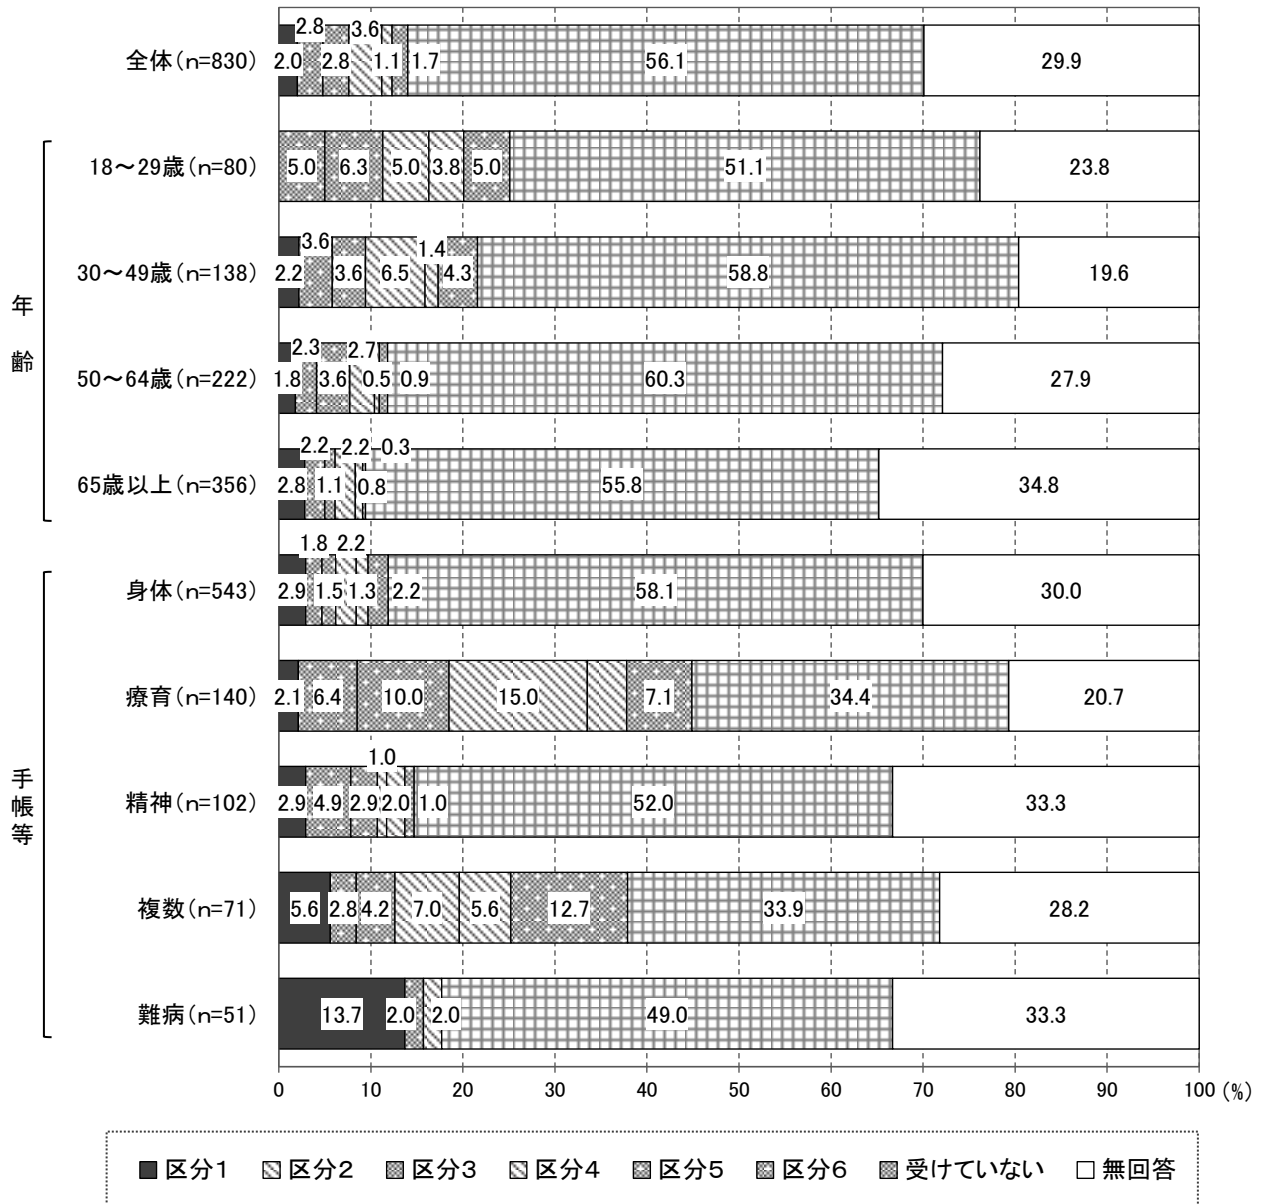 2.8 3.6
全体(n=830) 2.0 2.8 1.1 1.7 56.1 29.9
18～29歳(n=80) 5.0 6.3 5.0 3.8 5.0 51.1 23.8
3.6 1.4
30～49歳(n=138) 2.2 3.6 6.5 4.3 58.8 19.6
年齢
2.3 2.7
50～64歳(n=222) 1.8 3.6 0.5 0.9 60.3 27.9
2.2 2.2 0.3
65歳以上(n=356) 2.8 1.1 0.8 55.8 34.8
1.8 2.2
身体(n=543) 2.9 1.5 1.3 2.2 58.1 30.0
療育(n=140) 2.1 6.4 10.0 15.0 7.1 34.4 20.7
手帳等
1.0
精神(n=102) 2.9 4.9 2.9 2.0 1.0 52.0 33.3
複数(n=71) 5.6 2.8 4.2 7.0 5.6 12.7 33.9 28.2
難病(n=51) 13.7 2.0 2.0 49.0 33.3
0 10 20 30 40 50 60 70 80 90 100 (%)
区分1 区分2 区分3 区分4 区分5 区分6 受けていない 無回答